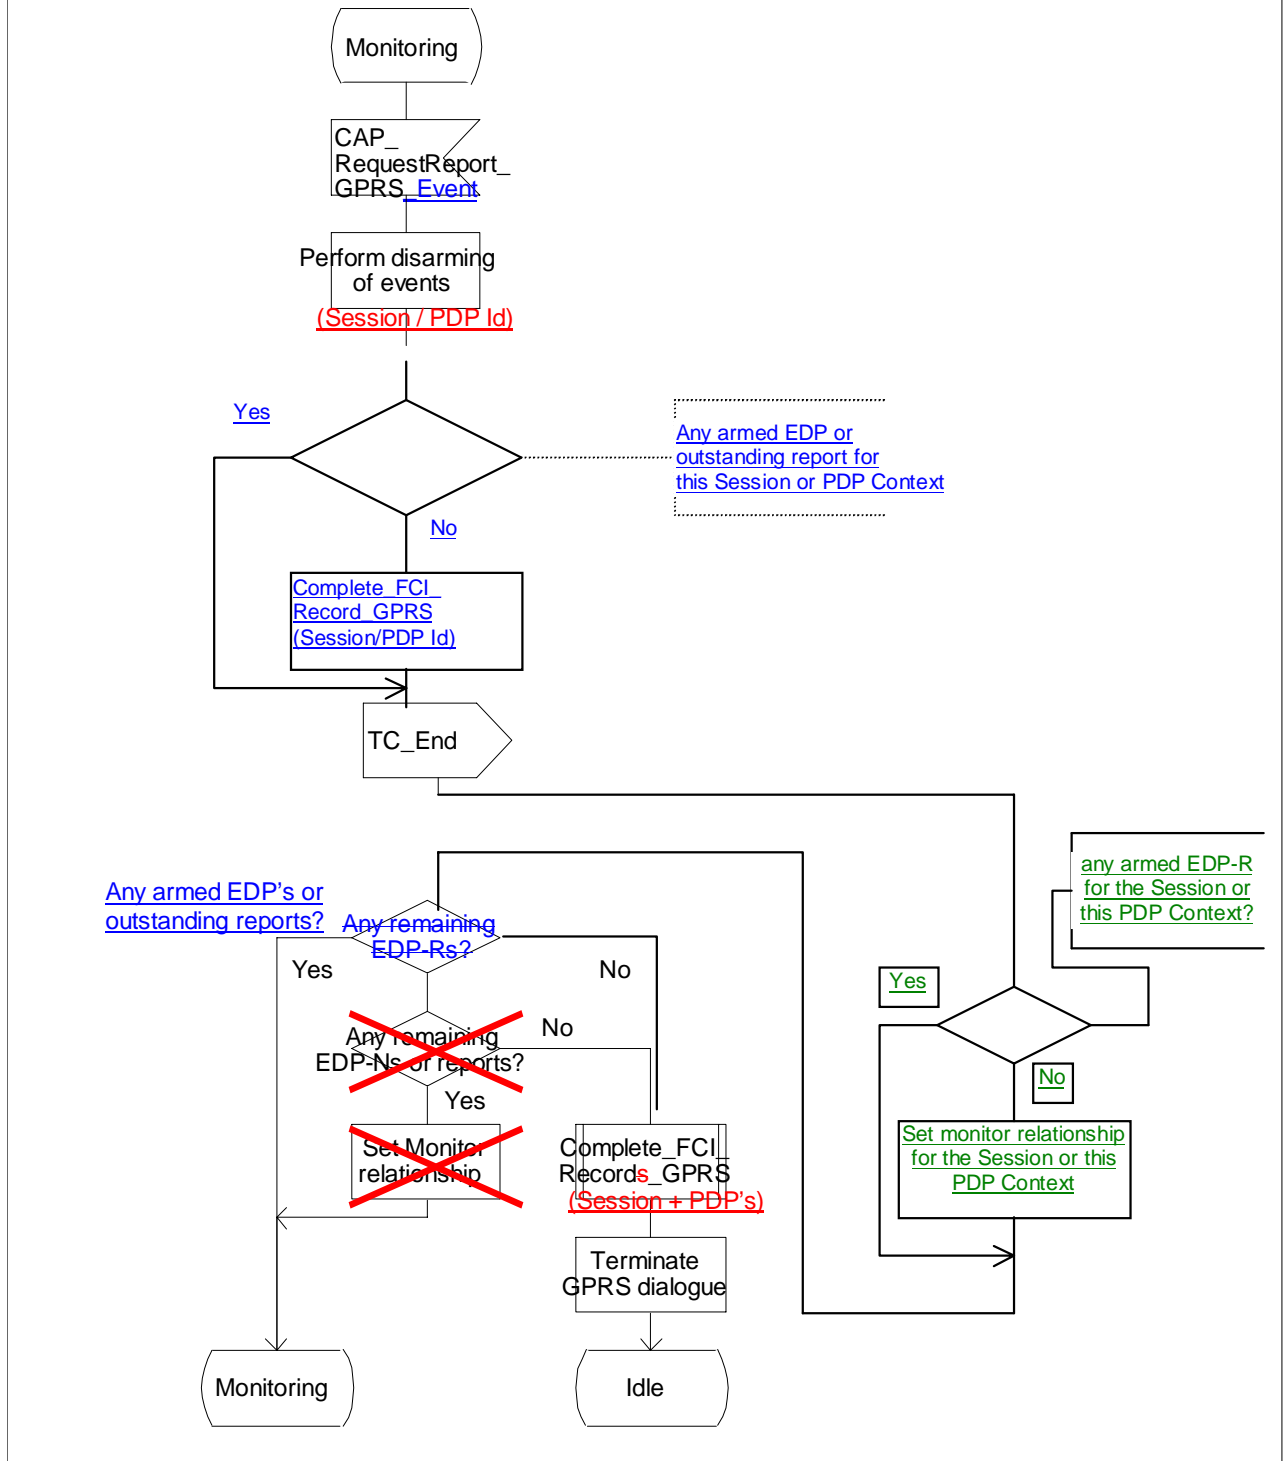 Monitoring
CAP_
RequestReport_
GPRS_Event
Perform disarming
of events
(Session / PDP Id)
Yes
Any armed EDP or
outstanding report for
this Session or PDP Context
No
Complete_FCI_
Record_GPRS
(Session/PDP Id)
TC_End
any armed EDP-R
for the Session or
this PDP Context?
Any armed EDP's or
outstanding reports?
Any remaining
EDP-Rs?
Yes
No
Yes
Any remaining
EDP-Ns or reports?
No
No
Yes
Set Monitor
relationship
Complete_FCI_
Records_GPRS
(Session + PDP's)
Set monitor relationship
for the Session or this
PDP Context
Terminate
GPRS dialogue
Monitoring
Idle